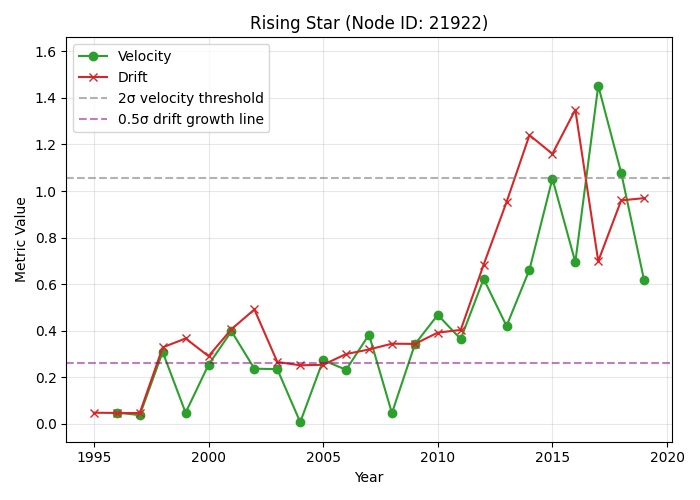 Rising Star (Node ID: 21922)
Velocity
Drift
2σ velocity threshold
0.5σ drift growth line
Metric Value
1.6
1.4
1.2
1.0
0.8
0.6
0.4
0.2
0.0
1995 2000 2005 2010 2015 2020
Year